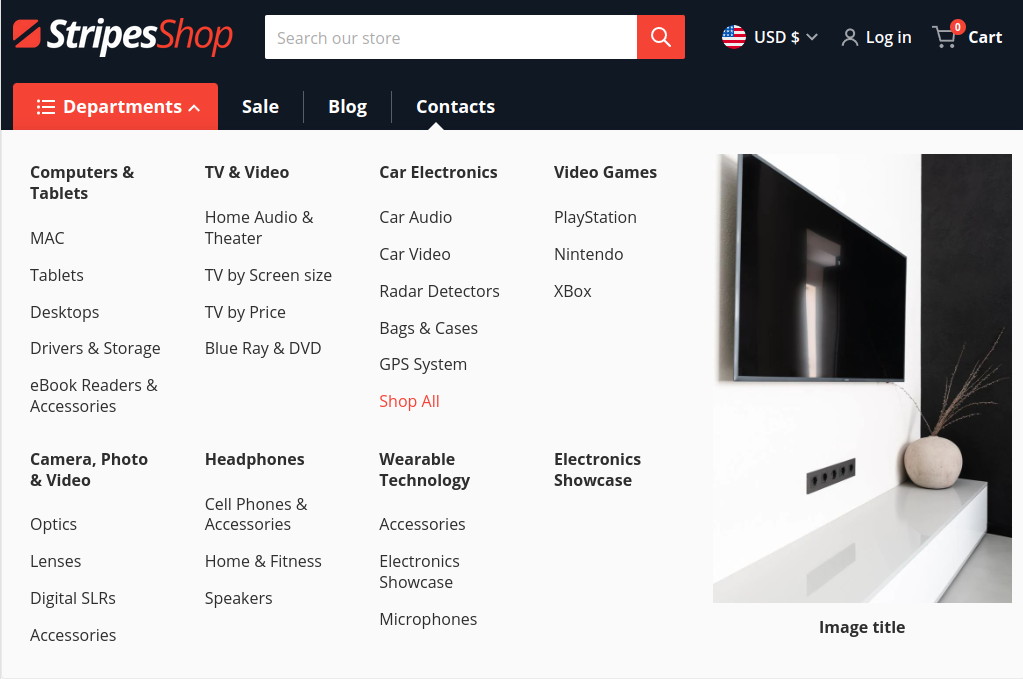 StripesShop
Search our store
USD $
Log in
0
Cart
Departments
Sale
Blog
Contacts
Computers &
Tablets
MAC
Tablets
Desktops
Drivers & Storage
eBook Readers &
Accessories
TV & Video
Home Audio &
Theater
TV by Screen size
TV by Price
Blue Ray & DVD
Car Electronics
Car Audio
Car Video
Radar Detectors
Bags & Cases
GPS System
Shop All
Video Games
PlayStation
Nintendo
XBox
Camera, Photo
& Video
Optics
Lenses
Digital SLRs
Accessories
Headphones
Cell Phones &
Accessories
Home & Fitness
Speakers
Wearable
Technology
Accessories
Electronics
Showcase
Microphones
Electronics
Showcase
Image title